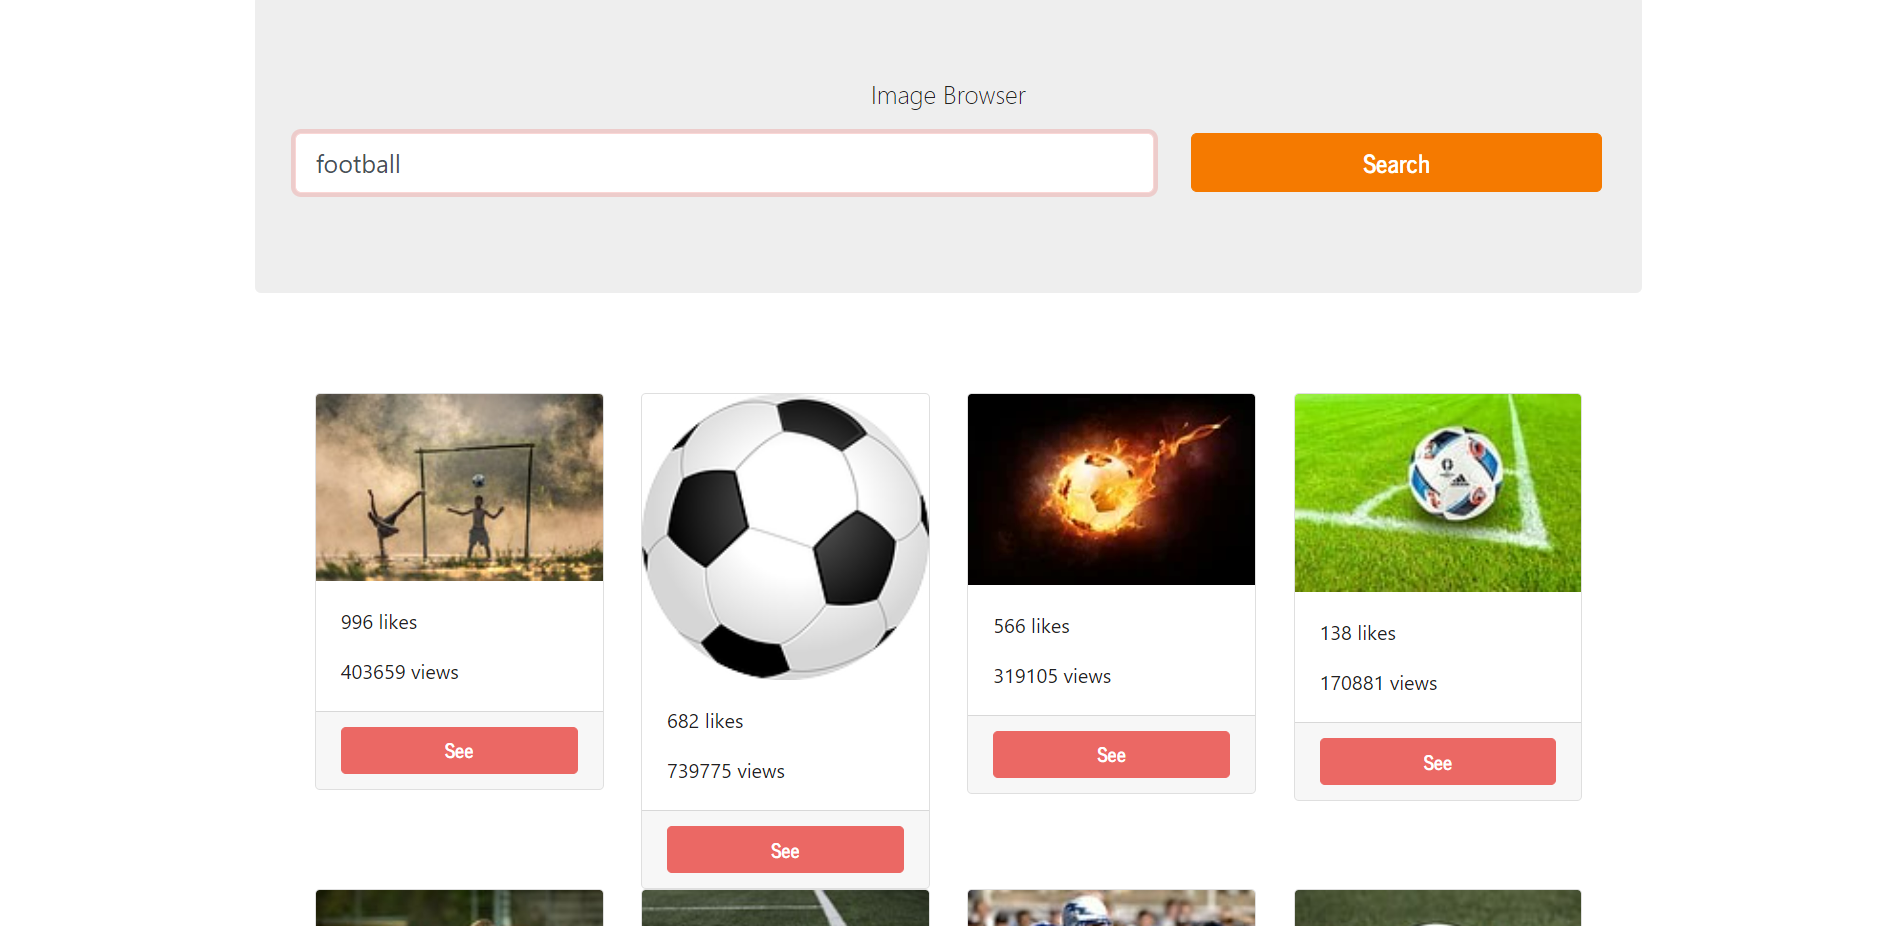 Image Browser
football
Search
996 likes
403659 views
See
682 likes
739775 views
See
566 likes
319105 views
See
138 likes
170881 views
See